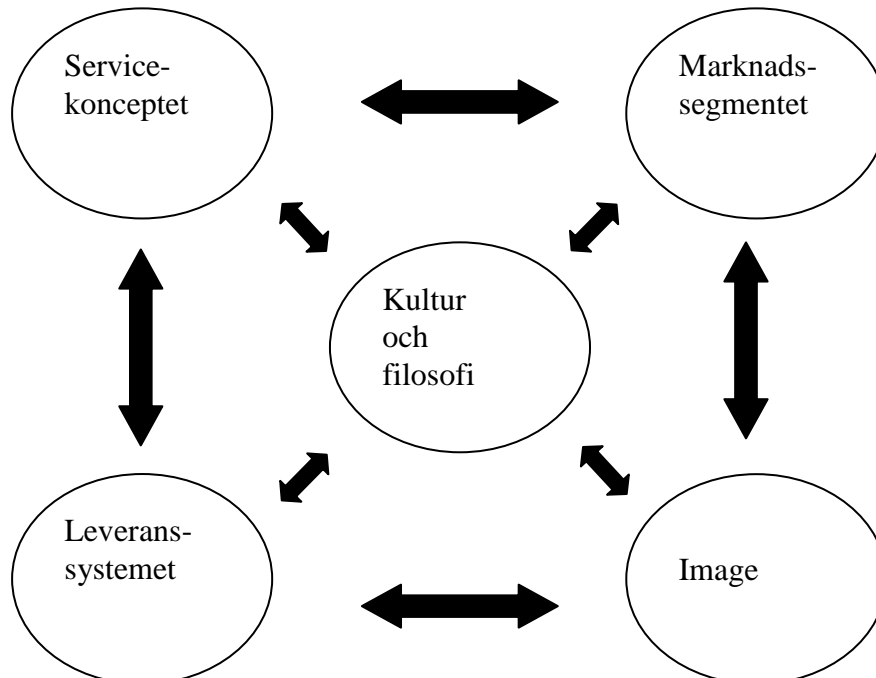 Service-
konceptet
Marknads-
segmentet
Kultur
och
filosofi
Leverans-
systemet
Image